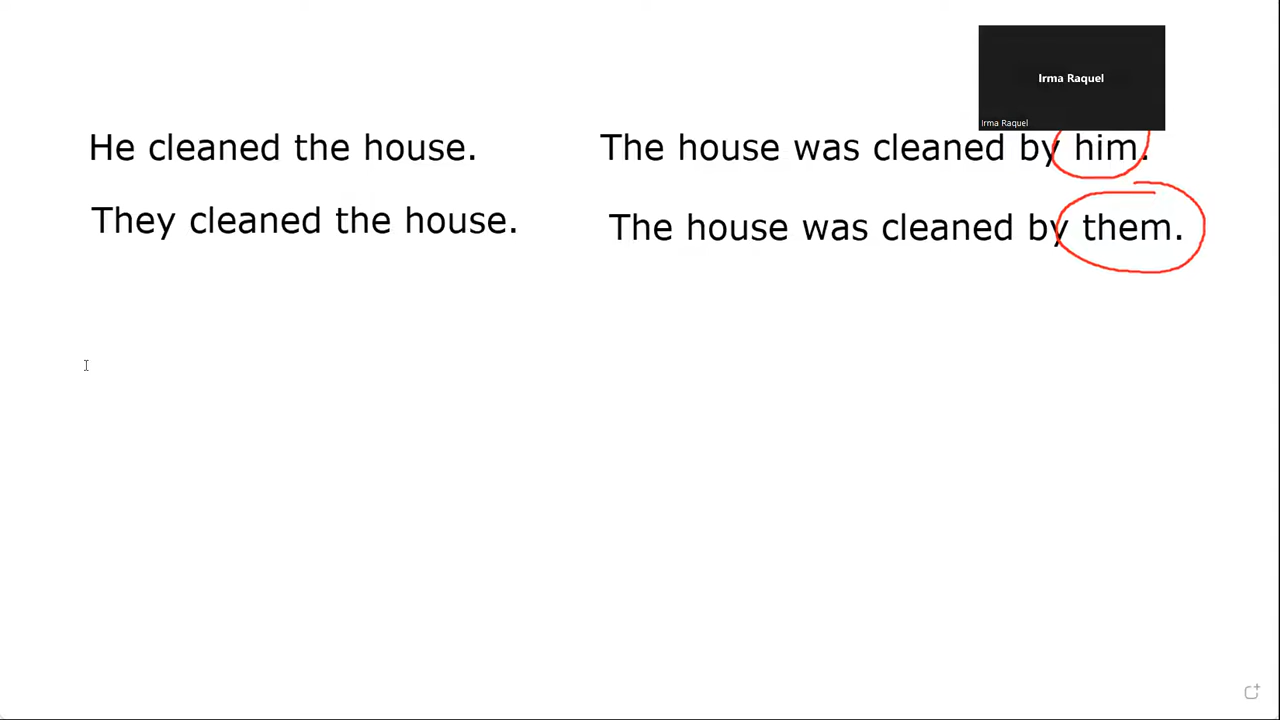 Irma Raquel
Irma Raquel
He cleaned the house. The house was cleaned by him.
They cleaned the house. The house was cleaned by them.